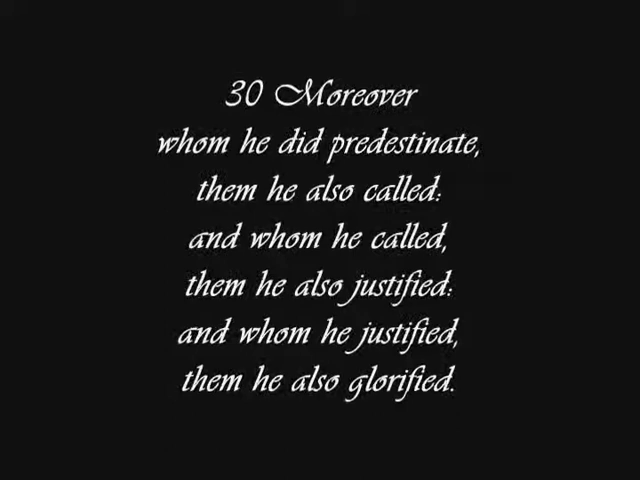 30 Moreover
whom he did predestinate,
them he also called:
and whom he called,
them he also justified:
and whom he justified,
them he also glorified.